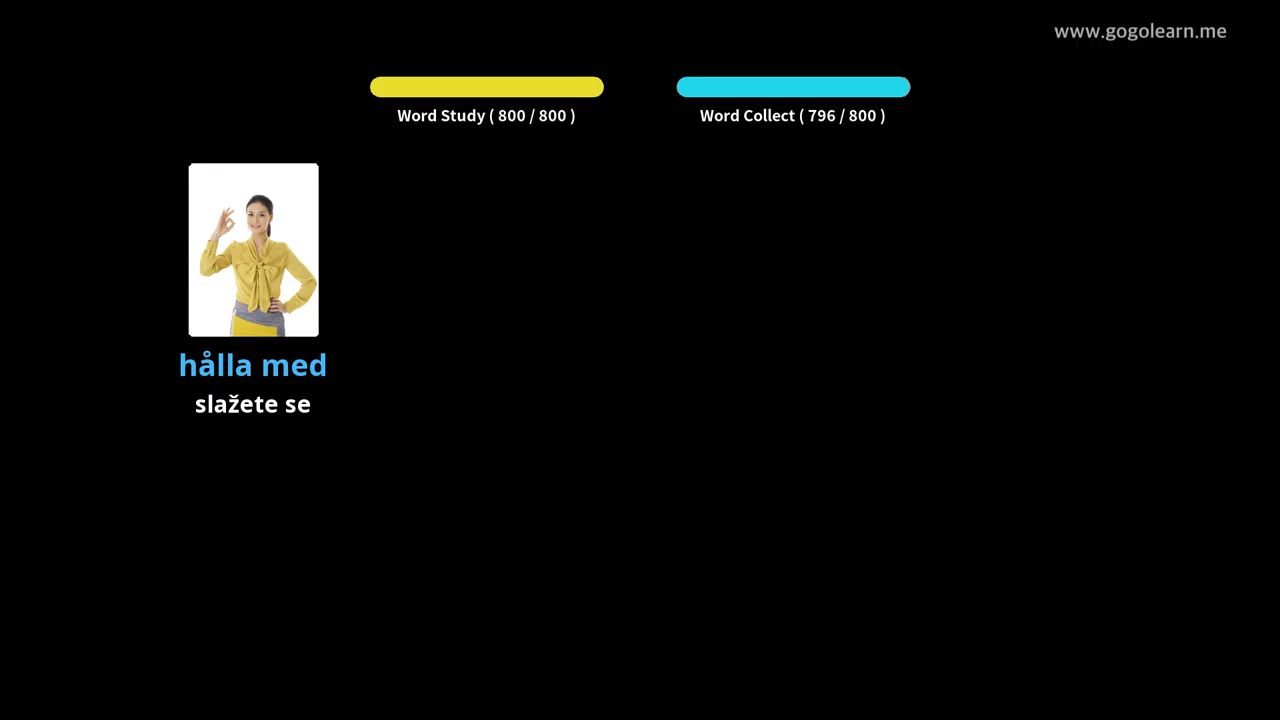 www.gogolearn.me
Word Study ( 800 / 800 )
Word Collect ( 796 / 800 )
hålla med
slažete se